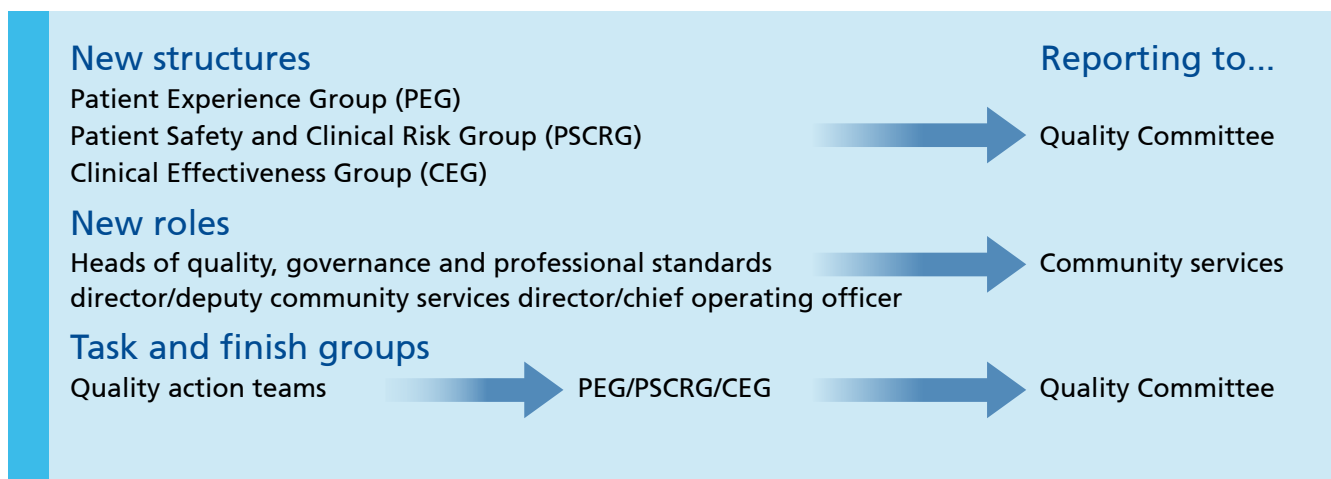 New structures
Reporting to...
Patient Experience Group (PEG)
Patient Safety and Clinical Risk Group (PSCRG)
Quality Committee
Clinical Effectiveness Group (CEG)
New roles
Heads of quality, governance and professional standards
Community services
director/deputy community services director/chief operating officer
Task and finish groups
Quality action teams
PEG/PSCRG/CEG
Quality Committee